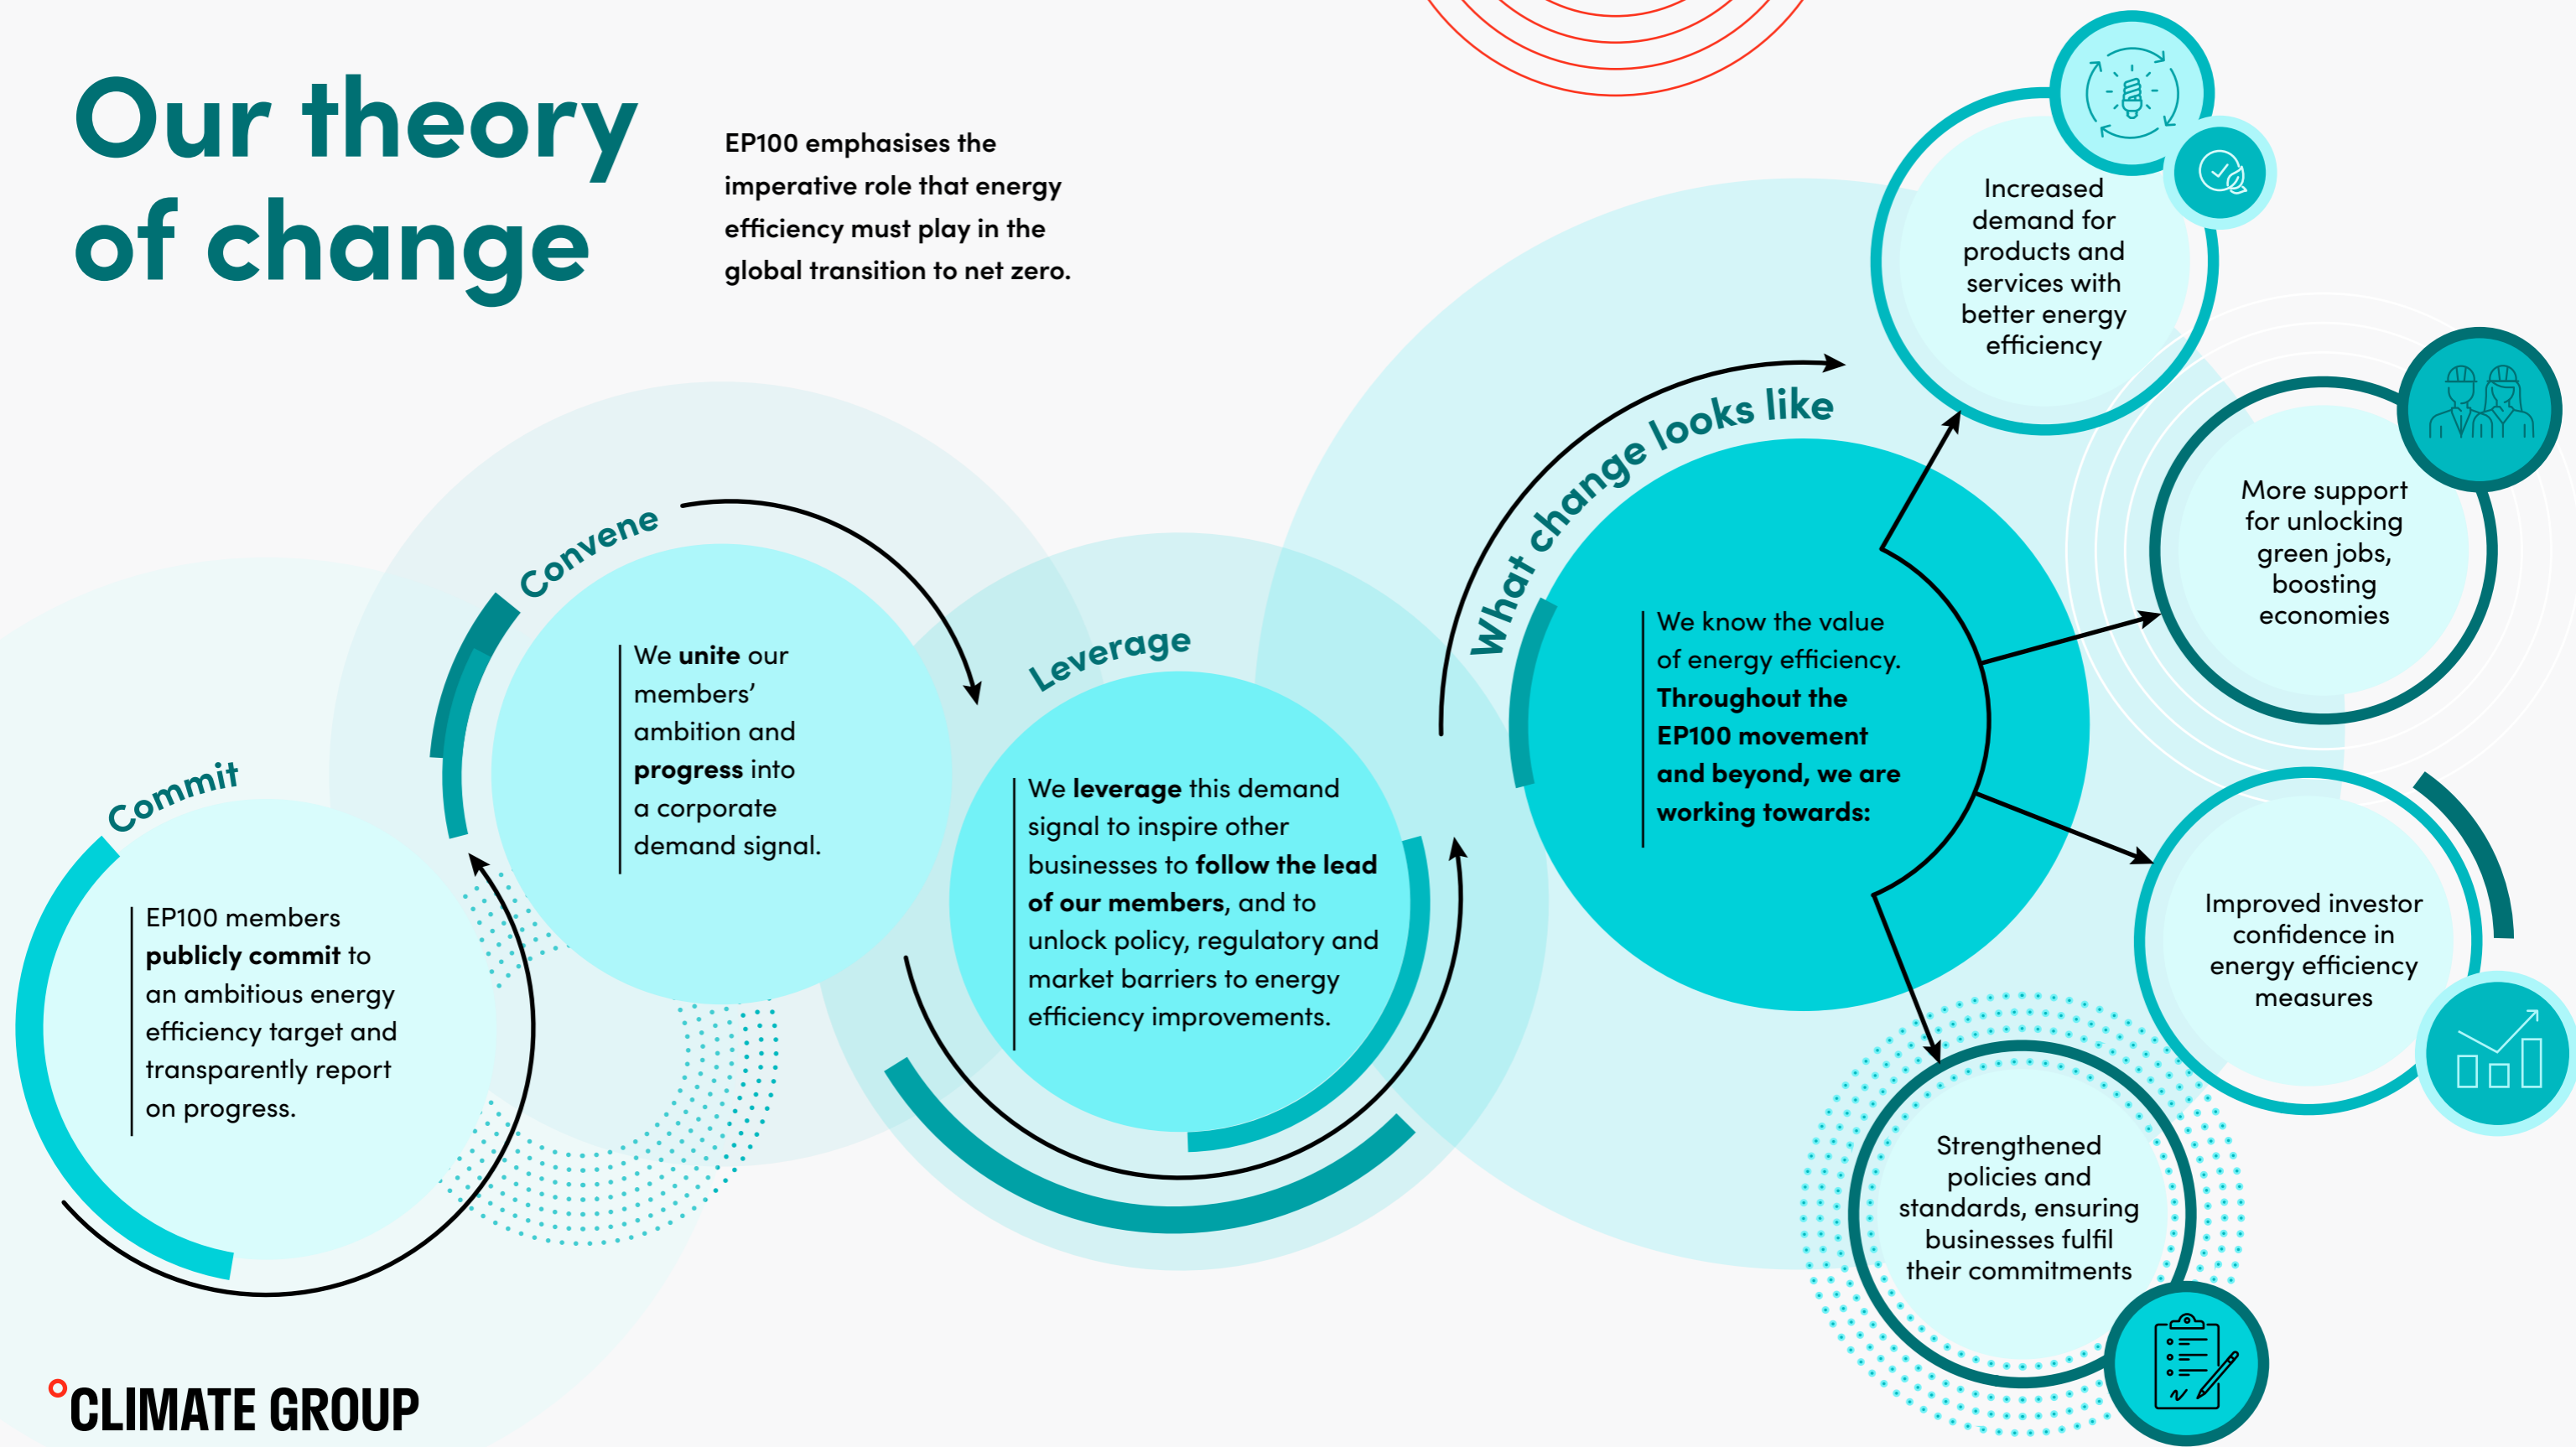 Our theory
of change
EP100 emphasises the
imperative role that energy
efficiency must play in the
global transition to net zero.
Commit
EP100 members
publicly commit to
an ambitious energy
efficiency target and
transparently report
on progress.
Convene
We unite our
members’
ambition and
progress into
a corporate
demand signal.
Leverage
We leverage this demand
signal to inspire other
businesses to follow the lead
of our members, and to
unlock policy, regulatory and
market barriers to energy
efficiency improvements.
What change looks like
We know the value
of energy efficiency.
Throughout the
EP100 movement
and beyond, we are
working towards:
Increased
demand for
products and
services with
better energy
efficiency
More support
for unlocking
green jobs,
boosting
economies
Improved investor
confidence in
energy efficiency
measures
Strengthened
policies and
standards, ensuring
businesses fulfil
their commitments
°CLIMATE GROUP